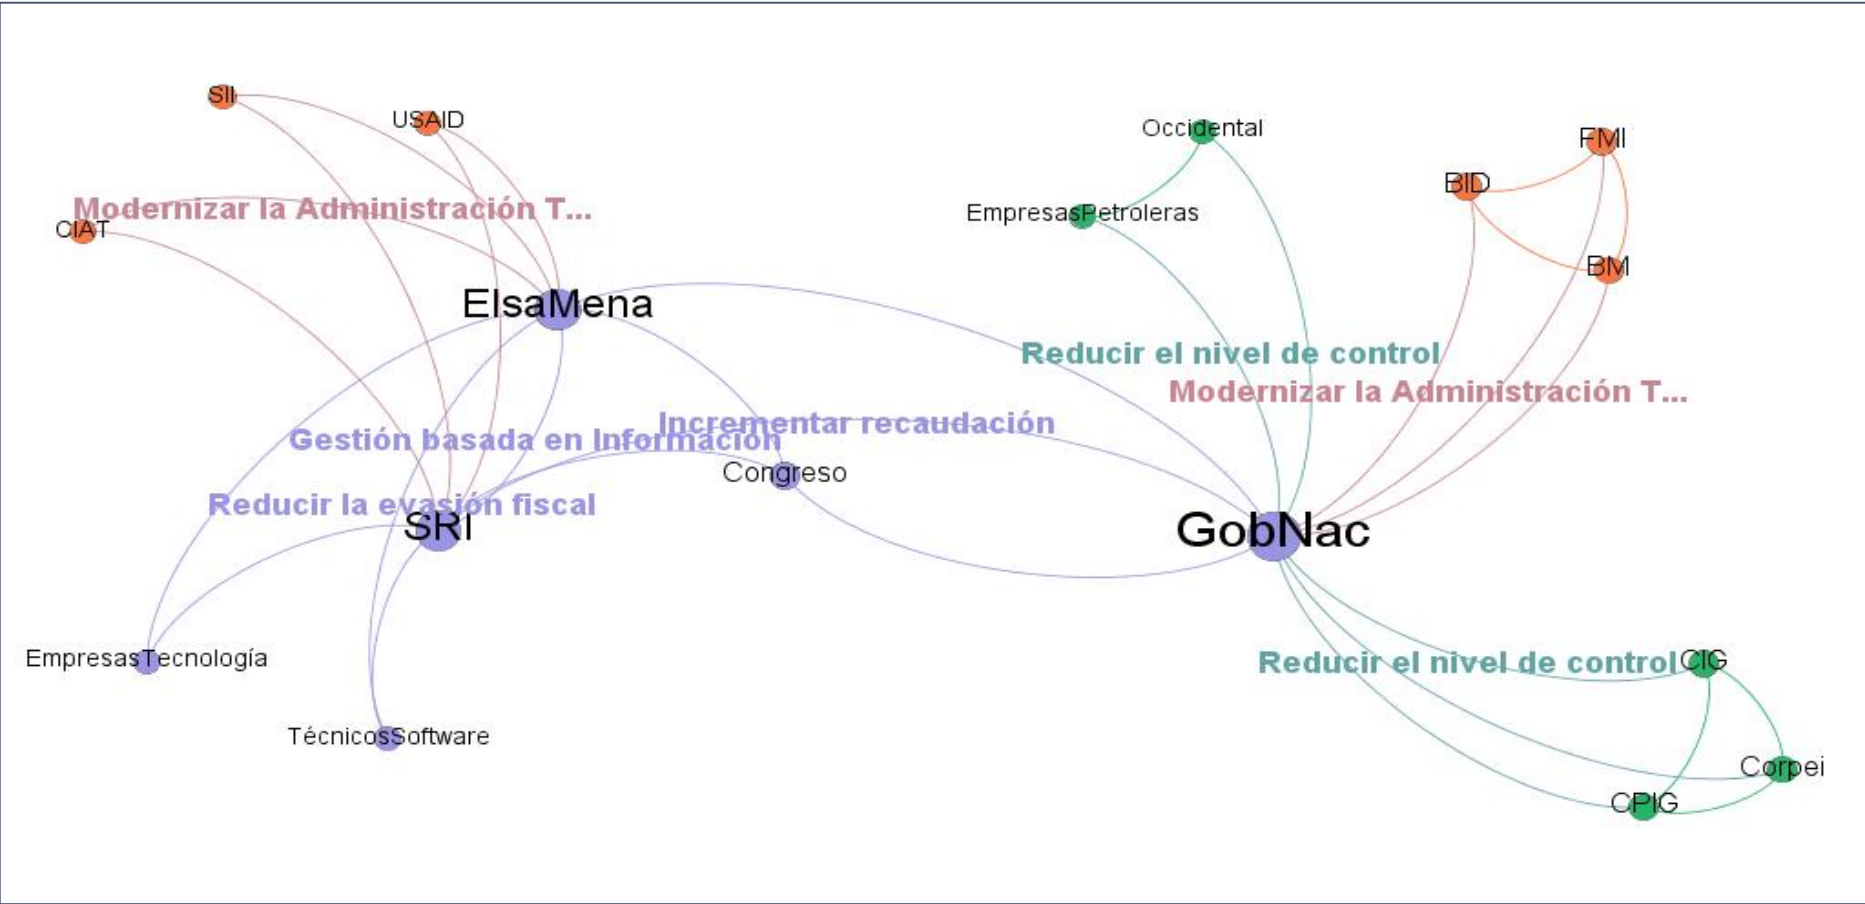 SII
USAID
Occidental
FMI
BID
Modernizar la Administración T...
EmpresasPetroleras
CIAT
BM
ElsaMena
Reducir el nivel de control
Modernizar la Administración T...
Incrementar recaudación
Gestión basada en Información
Congreso
Reducir la evasión fiscal
SRI
GobNac
EmpresasTecnología
Reducir el nivel de control
CIG
TécnicosSoftware
Corpei
CPIG